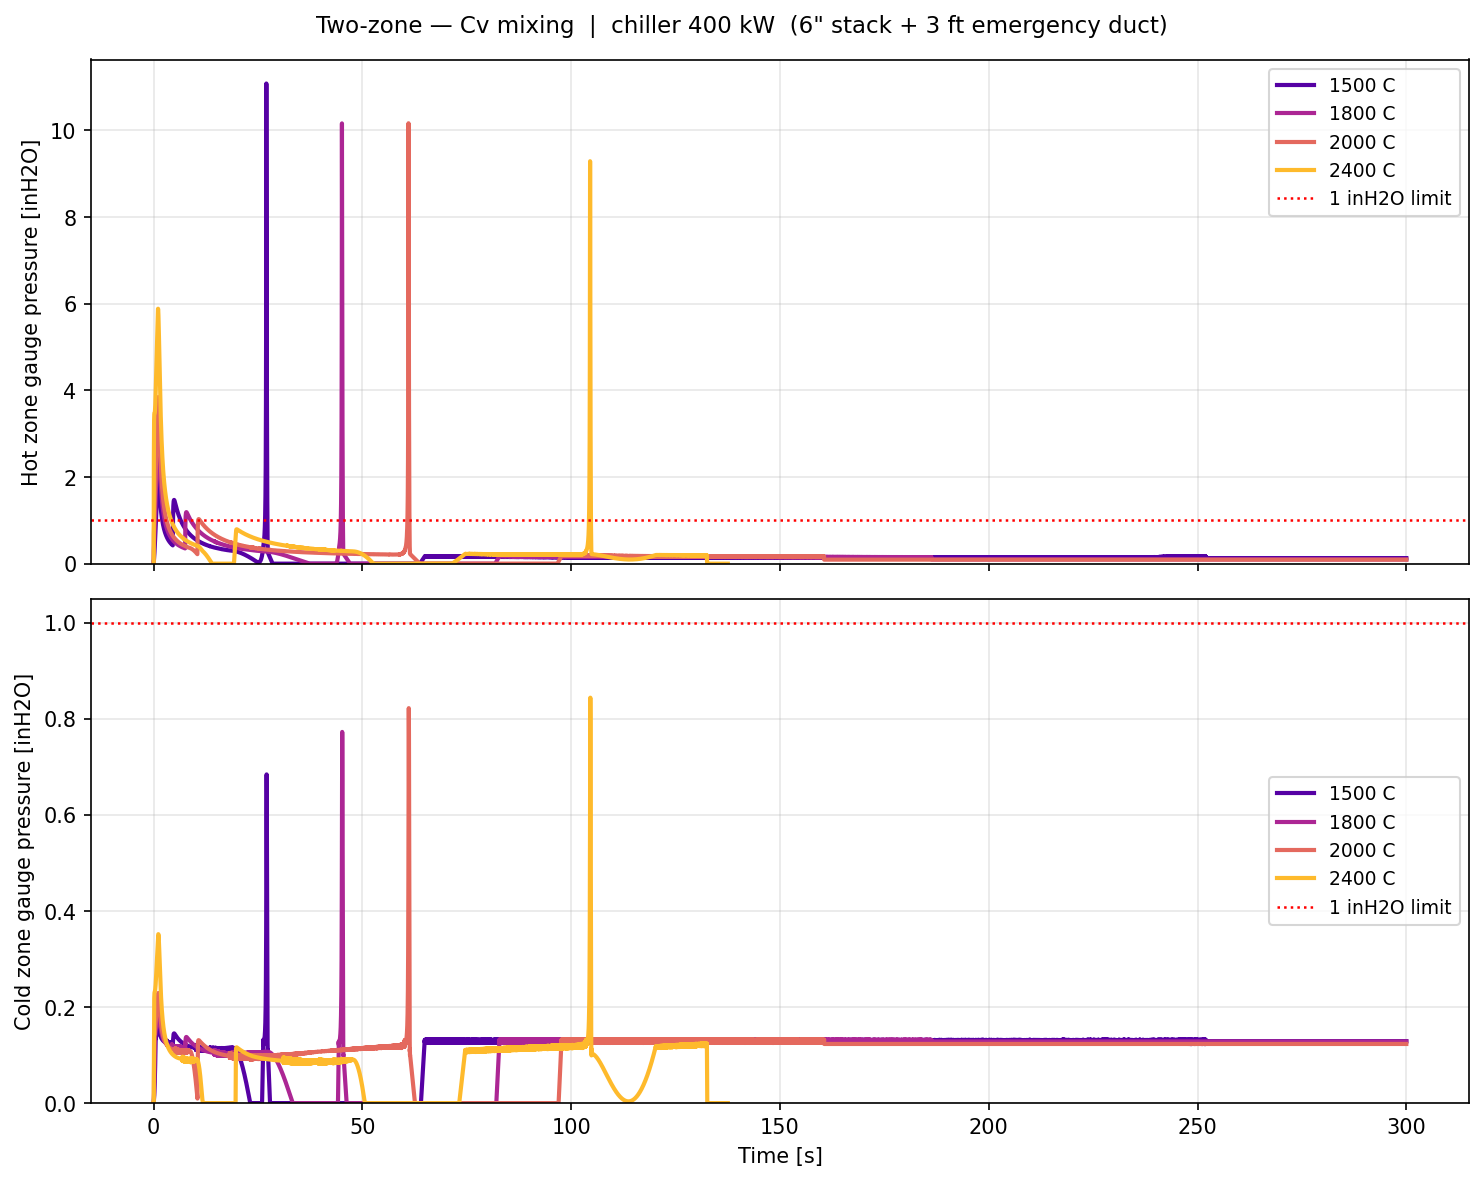 Two-zone — Cv mixing  |  chiller 400 kW  (6" stack + 3 ft emergency duct)
Hot zone gauge pressure [inH2O]
10
8
6
4
2
0
1500 C
1800 C
2000 C
2400 C
1 inH2O limit
Cold zone gauge pressure [inH2O]
1.0
0.8
0.6
0.4
0.2
0.0
1500 C
1800 C
2000 C
2400 C
1 inH2O limit
0 50 100 150 200 250 300
Time [s]